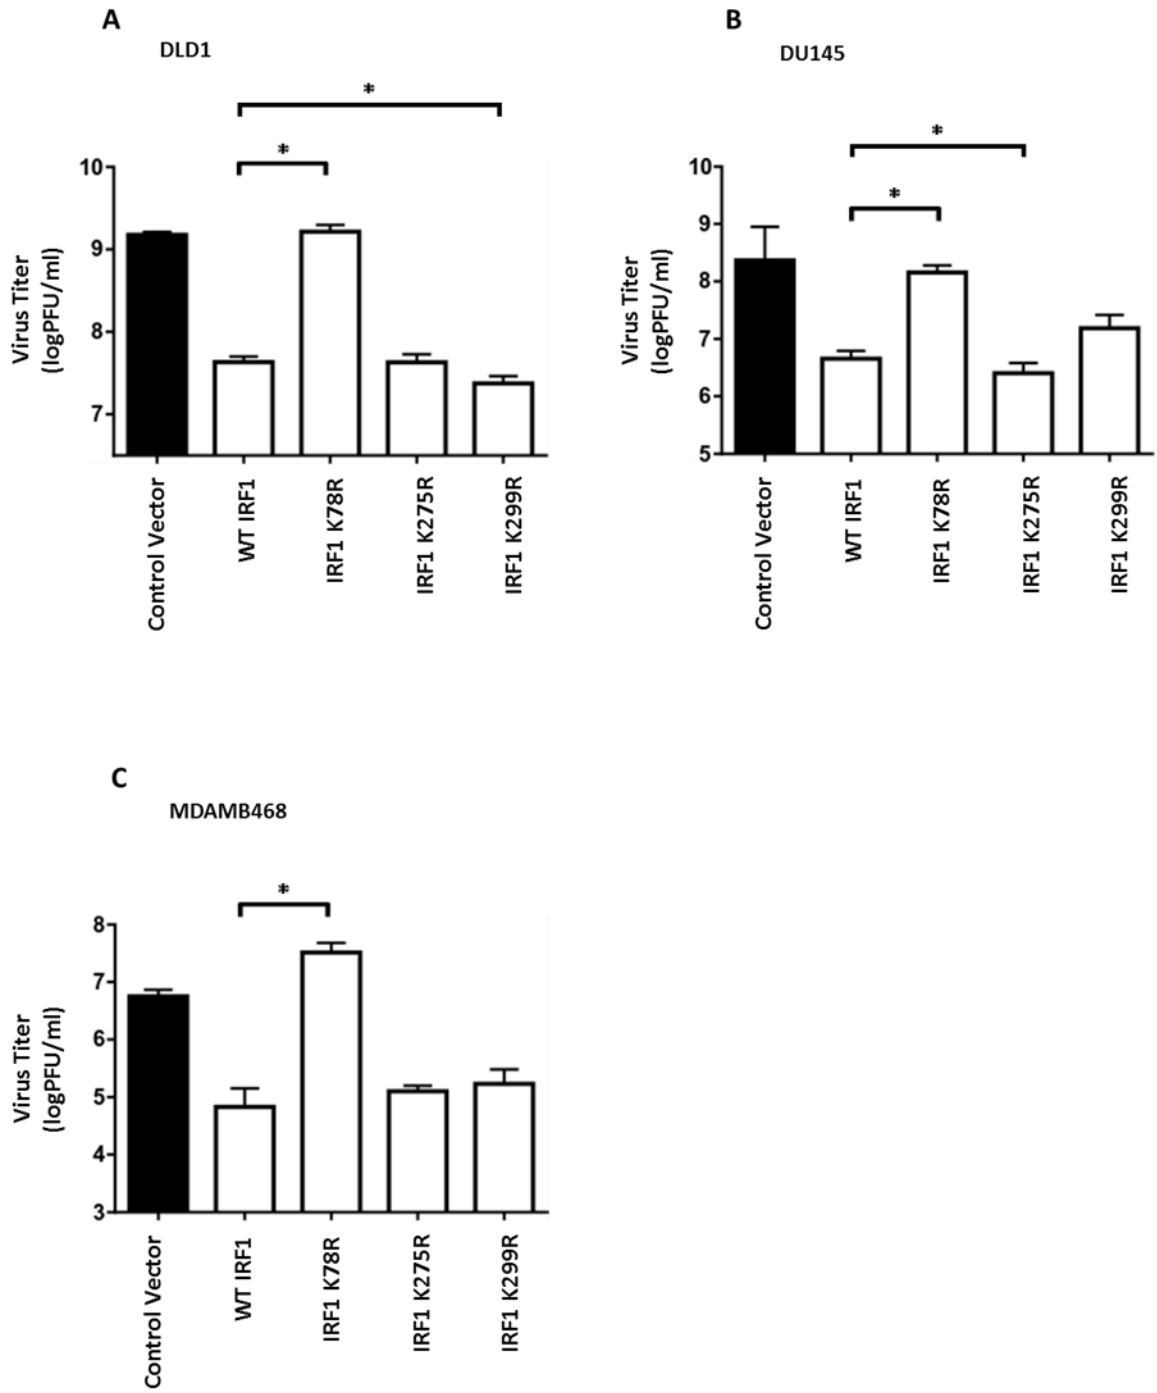 A
DLD1
*
*
10
9
8
7
Virus Titer
(logPFU/ml)
Control Vector
WT IRF1
IRF1 K78R
IRF1 K275R
IRF1 K299R
B
DU145
*
*
10
9
8
7
6
5
Virus Titer
(logPFU/ml)
Control Vector
WT IRF1
IRF1 K78R
IRF1 K275R
IRF1 K299R
C
MDAMB468
*
8
7
6
5
4
3
Virus Titer
(logPFU/ml)
Control Vector
WT IRF1
IRF1 K78R
IRF1 K275R
IRF1 K299R